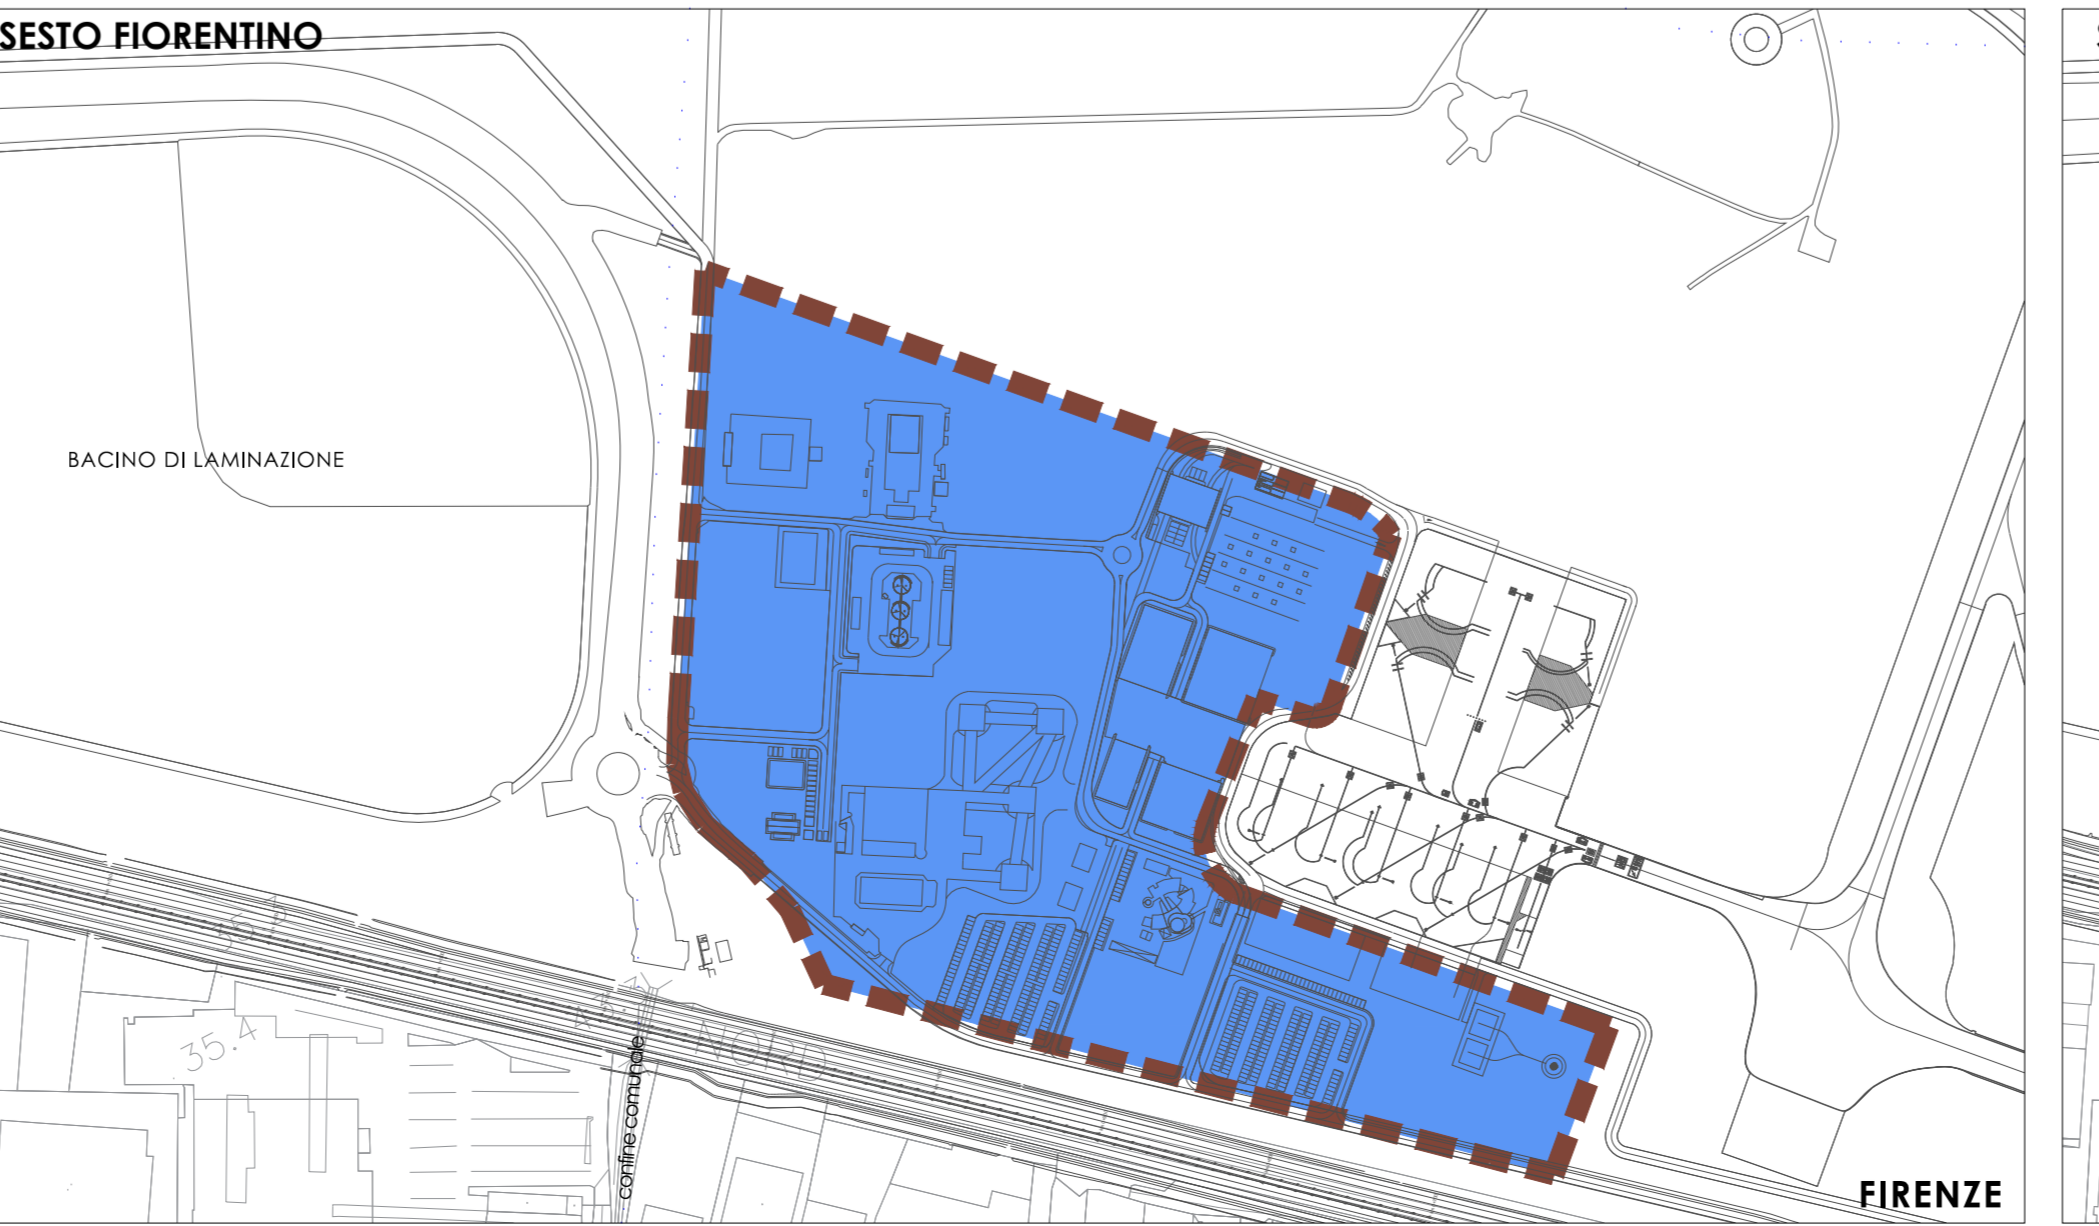 SESTO FIORENTINO
BACINO DI LAMINAZIONE
35.4
NORD
confine comunale
FIRENZE